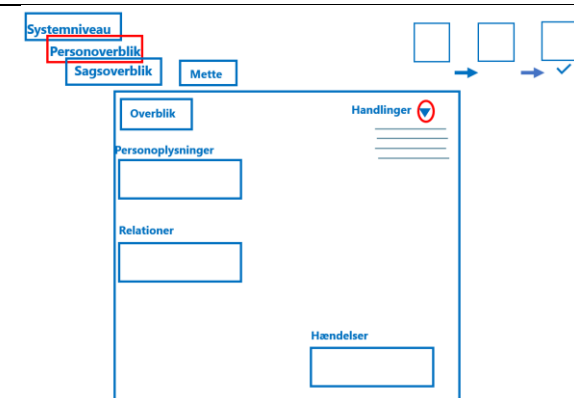 Systemniveau
Personoverblik
Sagsoverblik
Mette
Overblik
Handlinger
Personoplysninger
Relationer
Hændelser